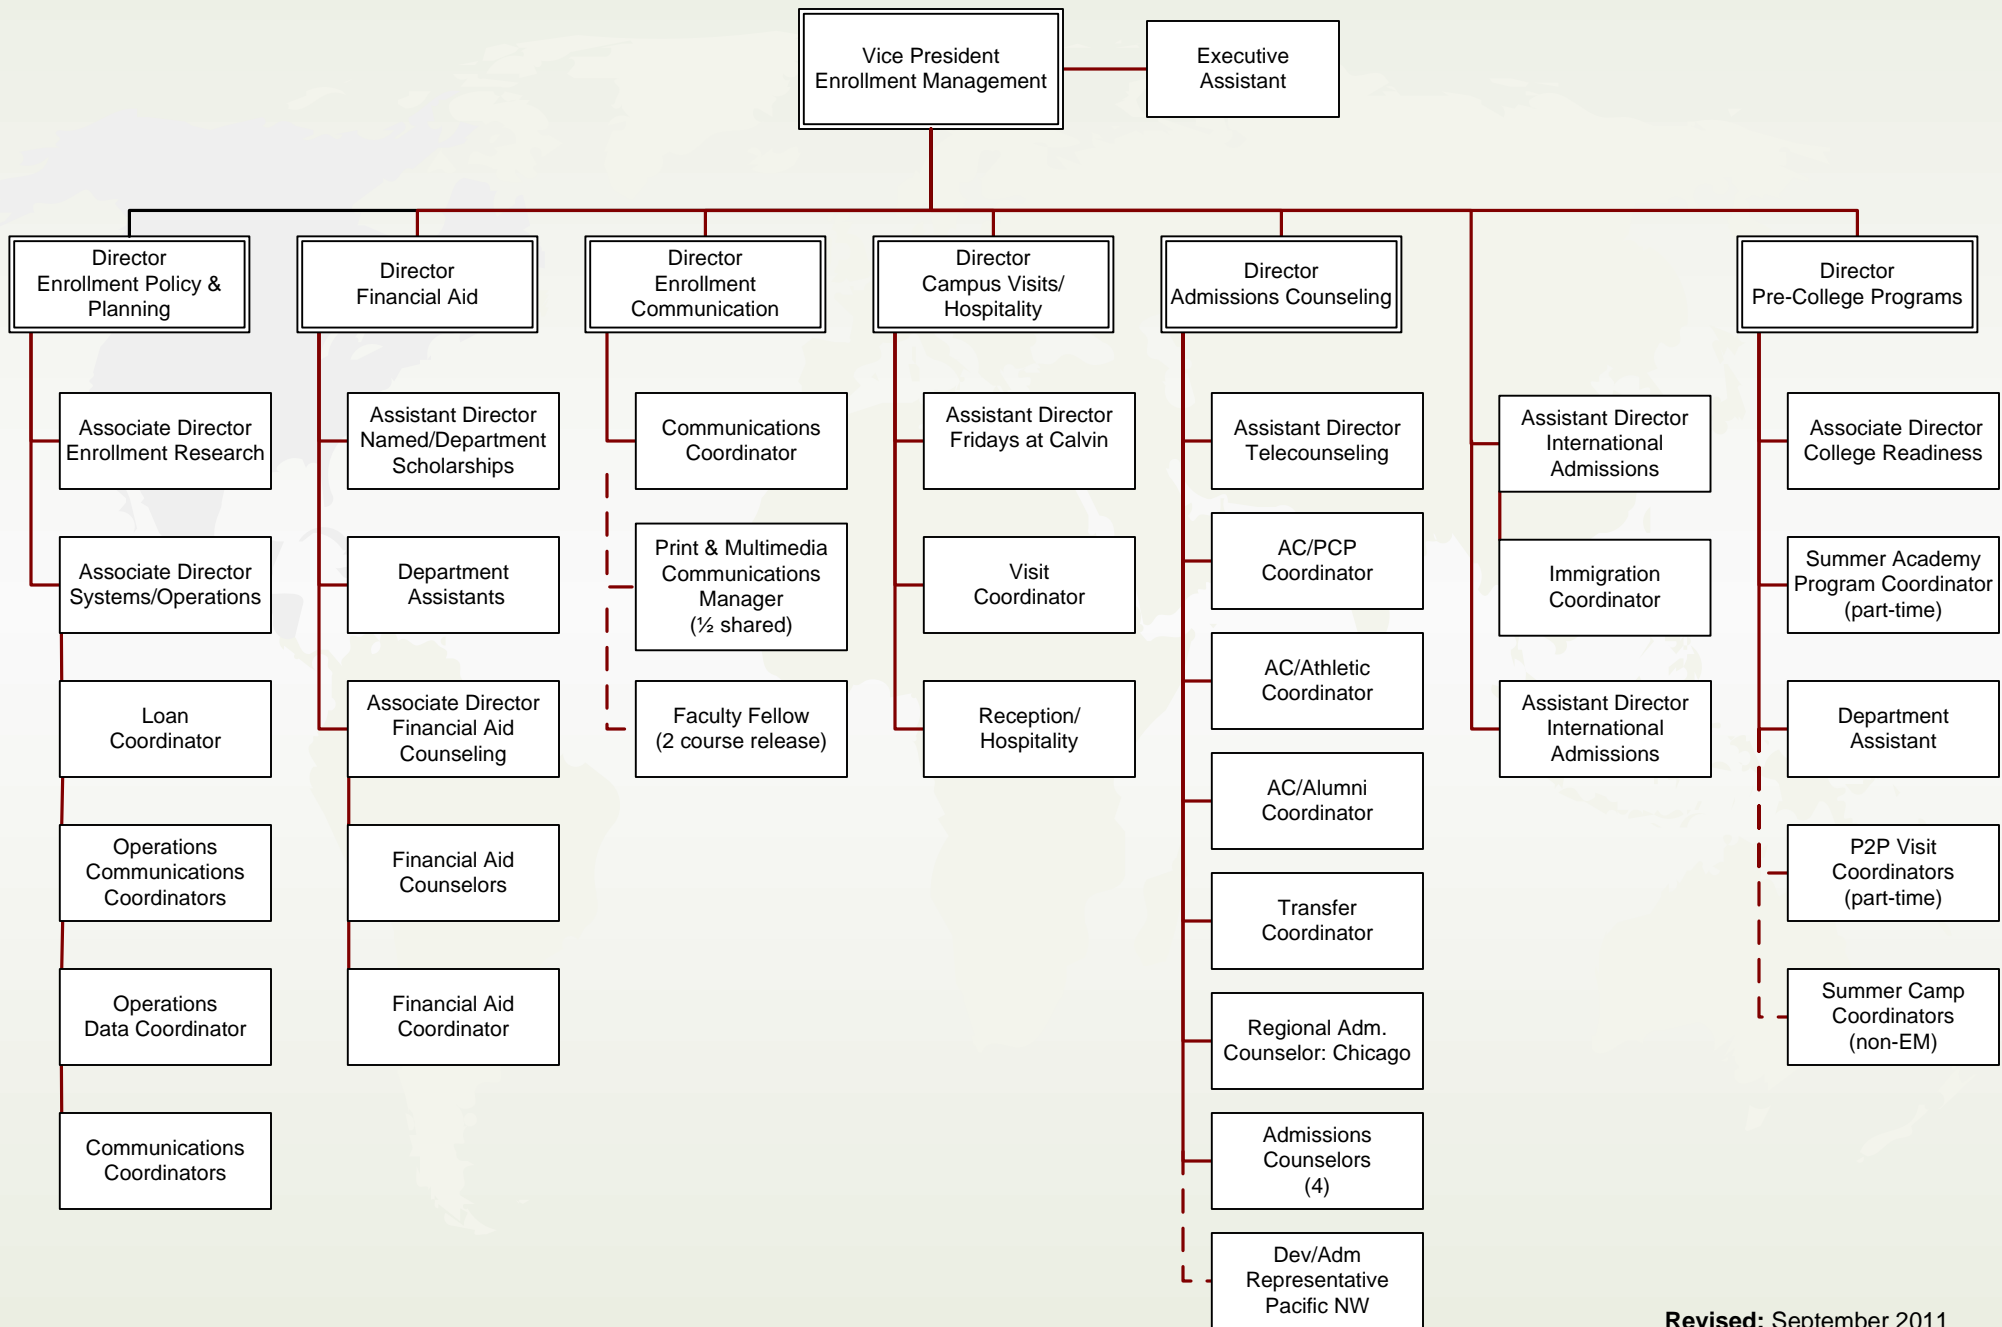 Vice President
Enrollment Management
Executive
Assistant
Director
Enrollment Policy &
Planning
Director
Financial Aid
Director
Enrollment
Communication
Director
Campus Visits/
Hospitality
Director
Admissions Counseling
Director
Pre-College Programs
Associate Director
Enrollment Research
Associate Director
Systems/Operations
Loan
Coordinator
Operations
Communications
Coordinators
Operations
Data Coordinator
Communications
Coordinators
Assistant Director
Named/Department
Scholarships
Department
Assistants
Associate Director
Financial Aid
Counseling
Financial Aid
Counselors
Financial Aid
Coordinator
Communications
Coordinator
Print & Multimedia
Communications
Manager
(½ shared)
Faculty Fellow
(2 course release)
Assistant Director
Fridays at Calvin
Visit
Coordinator
Reception/
Hospitality
Assistant Director
Telecounseling
AC/PCP
Coordinator
AC/Athletic
Coordinator
AC/Alumni
Coordinator
Transfer
Coordinator
Regional Adm.
Counselor: Chicago
Admissions
Counselors
(4)
Dev/Adm
Representative
Pacific NW
Assistant Director
International
Admissions
Immigration
Coordinator
Assistant Director
International
Admissions
Associate Director
College Readiness
Summer Academy
Program Coordinator
(part-time)
Department
Assistant
P2P Visit
Coordinators
(part-time)
Summer Camp
Coordinators
(non-EM)
Revised: September 2011